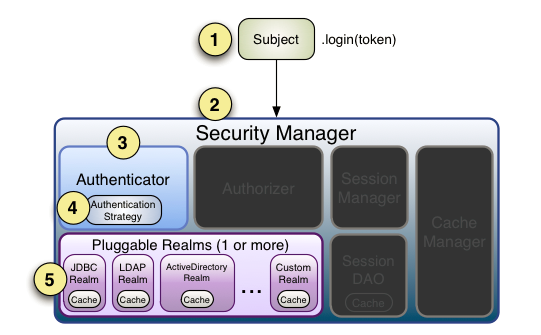 1
Subject
.login(token)
2
Security Manager
3
Authenticator
4
Authentication
Strategy
Authorizer
Session
Manager
Cache
Manager
Pluggable Realms (1 or more)
5
JDBC
Realm
Cache
LDAP
Realm
Cache
ActiveDirectory
Realm
Cache
...
Custom
Realm
Cache
Session
DAO
Cache